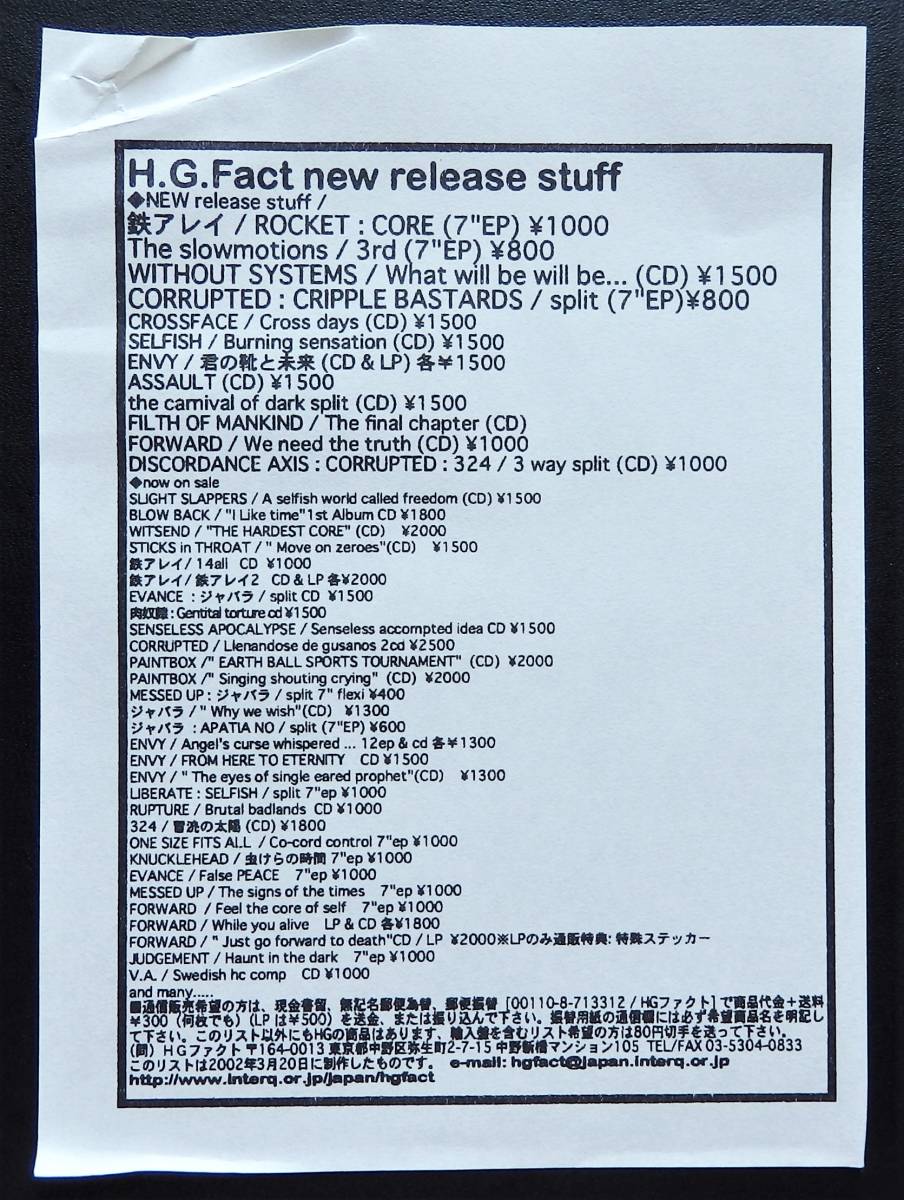 H.G.Fact new release stuff
◆NEW release stuff /
鉄アレイ / ROCKET : CORE (7"EP) ¥1000
The slowmotions / 3rd (7"EP) ¥800
WITHOUT SYSTEMS / What will be will be... (CD) ¥1500
CORRUPTED : CRIPPLE BASTARDS / split (7"EP)¥800
CROSSFACE / Cross days (CD) ¥1500
SELFISH / Burning sensation (CD) ¥1500
ENVY / 君の靴と未来 (CD & LP) 各¥1500
ASSAULT (CD) ¥1500
the carnival of dark split (CD) ¥1500
FILTH OF MANKIND / The final chapter (CD)
FORWARD / We need the truth (CD) ¥1000
DISCORDANCE AXIS : CORRUPTED : 324 / 3 way split (CD) ¥1000
◆now on sale
SLIGHT SLAPPERS / A selfish world called freedom (CD) ¥1500
BLOW BACK / "I Like time"1st Album CD ¥1800
WITSEND / "THE HARDEST CORE" (CD) ¥2000
STICKS in THROAT / " Move on zeroes"(CD) ¥1500
鉄アレイ/ 14ali CD ¥1000
鉄アレイ/ 鉄アレイ2 CD & LP 各¥2000
EVANCE : ジャバラ / split CD ¥1500
肉奴隷 : Gentital torture cd ¥1500
SENSELESS APOCALYPSE / Senseless accompted idea CD ¥1500
CORRUPTED / Llenandose de gusanos 2cd ¥2500
PAINTBOX /" EARTH BALL SPORTS TOURNAMENT" (CD) ¥2000
PAINTBOX /" Singing shouting crying" (CD) ¥2000
MESSED UP : ジャバラ / split 7" flexi ¥400
ジャバラ / " Why we wish"(CD) ¥1300
ジャバラ : APATIA NO / split (7"EP) ¥600
ENVY / Angel's curse whispered ... 12ep & cd 各¥1300
ENVY / FROM HERE TO ETERNITY CD ¥1500
ENVY / " The eyes of single eared prophet"(CD) ¥1300
LIBERATE : SELFISH / split 7"ep ¥1000
RUPTURE / Brutal badlands CD ¥1000
324 / 冒涜の太陽 (CD) ¥1800
ONE SIZE FITS ALL / Co-cord control 7"ep ¥1000
KNUCKLEHEAD / 虫けらの時間 7"ep ¥1000
EVANCE / False PEACE 7"ep ¥1000
MESSED UP / The signs of the times 7"ep ¥1000
FORWARD / Feel the core of self 7"ep ¥1000
FORWARD / While you alive LP & CD 各¥1800
FORWARD / " Just go forward to death"CD / LP ¥2000※LPのみ通販特典: 特殊ステッカー
JUDGEMENT / Haunt in the dark 7"ep ¥1000
V.A. / Swedish hc comp CD ¥1000
and many.....
■通信販売希望の方は、現金書留、無記名郵便為替、郵便振替 [00110-8-713312 / HGファクト] で商品代金＋送料
¥300 (何枚でも) (LPは¥500) を送金、または振り込んで下さい。振替用紙の通信欄には必ず希望商品名を明記し
て下さい。このリスト以外にもHGの商品はあります。輸入盤を含むリスト希望の方は80円切手を送って下さい。
(問) HGファクト 〒164-0013 東京都中野区弥生町2-7-15 中野新橋マンション105 TEL/FAX 03-5304-0833
このリストは2002年3月20日に制作したものです。 e-mail: hgfact@japan.interq.or.jp
http://www.interq.or.jp/japan/hgfact